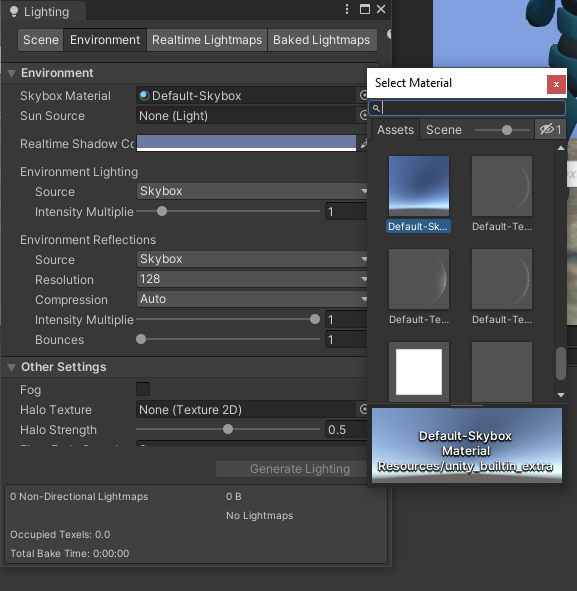 Lighting
Scene
Environment
Realtime Lightmaps
Baked Lightmaps
Environment
Skybox Material
Default-Skybox
Sun Source
None (Light)
Realtime Shadow Co
Environment Lighting
Source
Skybox
Intensity Multiplie
1
Environment Reflections
Source
Skybox
Resolution
128
Compression
Auto
Intensity Multiplie
1
Bounces
1
Other Settings
Fog
Halo Texture
None (Texture 2D)
Halo Strength
0.5
Generate Lighting
0 Non-Directional Lightmaps
0 B
No Lightmaps
Occupied Texels: 0.0
Total Bake Time: 0:00:00
Select Material
x
Assets
Scene
1
Default-Sk...
Default-Te...
Default-Te...
Default-Te...
Default-Skybox
Material
Resources/unity_builtin_extra